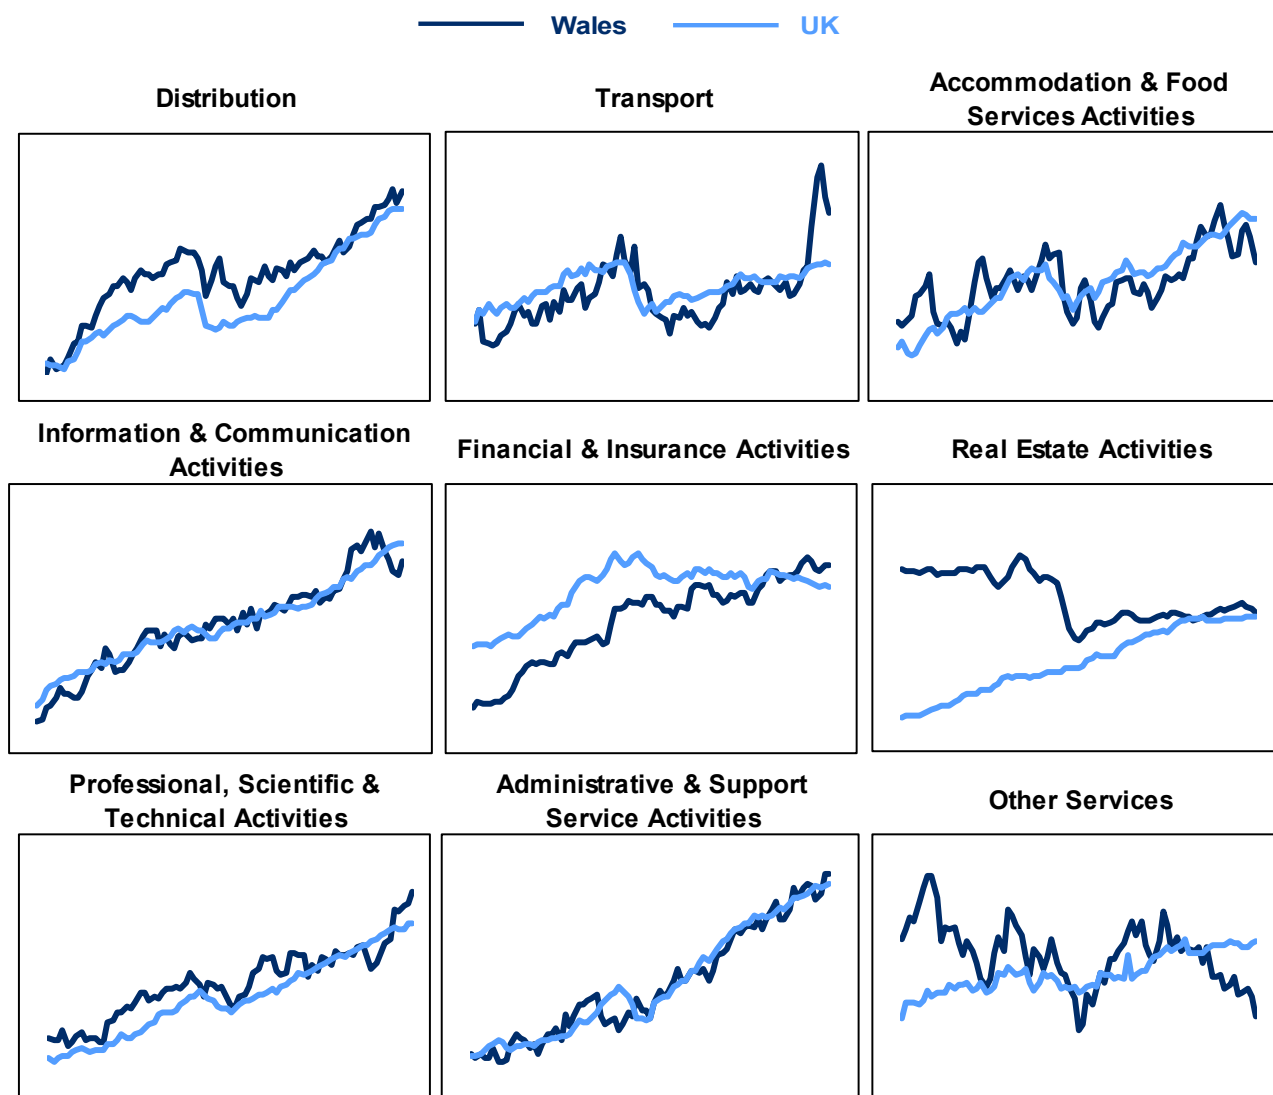 Wales UK
Distribution
Transport
Accommodation & Food
Services Activities
Information & Communication
Activities
Financial & Insurance Activities
Real Estate Activities
Professional, Scientific &
Technical Activities
Administrative & Support
Service Activities
Other Services